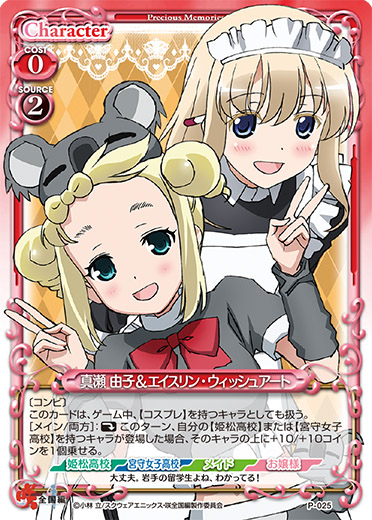 Precious Memories
Character
COST
0
SOURCE
2
真瀬 由子&エイスリン・ウィッシュアート
[コンビ]
このカードは、ゲーム中、【コスプレ】を持つキャラとしても扱う。
[メイン/両方]: このターン、自分の【姫松高校】または【宮守女子
高校】を持つキャラが登場した場合、そのキャラの上に+10/+10コイ
ンを1個乗せる。
姫松高校 宮守女子高校 メイド お嬢様
大丈夫。岩手の留学生よね、わかってる!
全国編 ©小林 立/スクウェアエニックス・咲全国編製作委員会 P-025